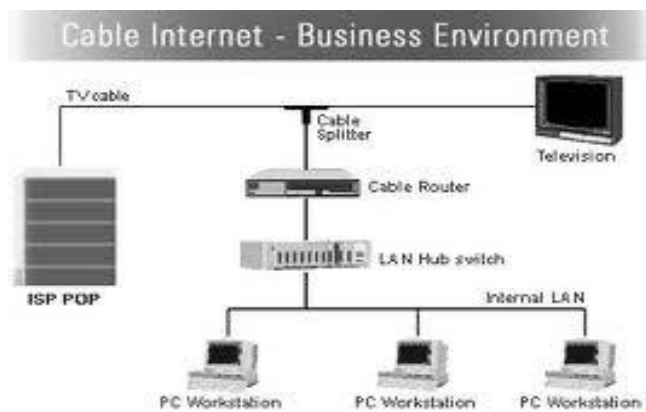 Cable Internet - Business Environment
TV cable
Cable
Splitter
Television
Cable Router
LAN Hub switch
ISP POP
Internal LAN
PC Workstation
PC Workstation
PC Workstation